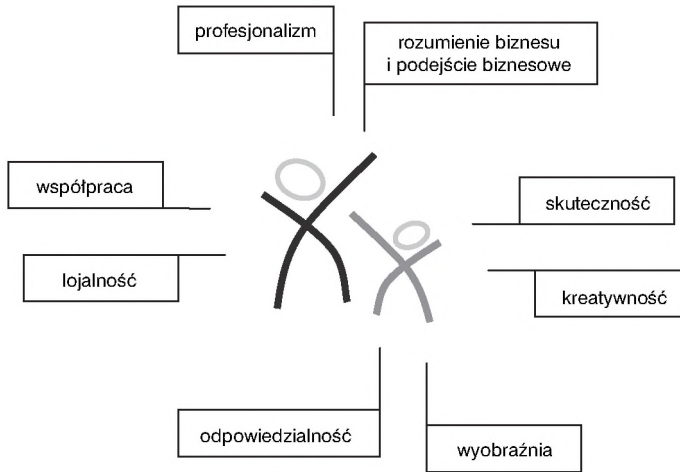 profesjonalizm
rozumienie biznesu
i podejście biznesowe
współpraca
skuteczność
lojalność
kreatywność
odpowiedzialność
wyobraźnia